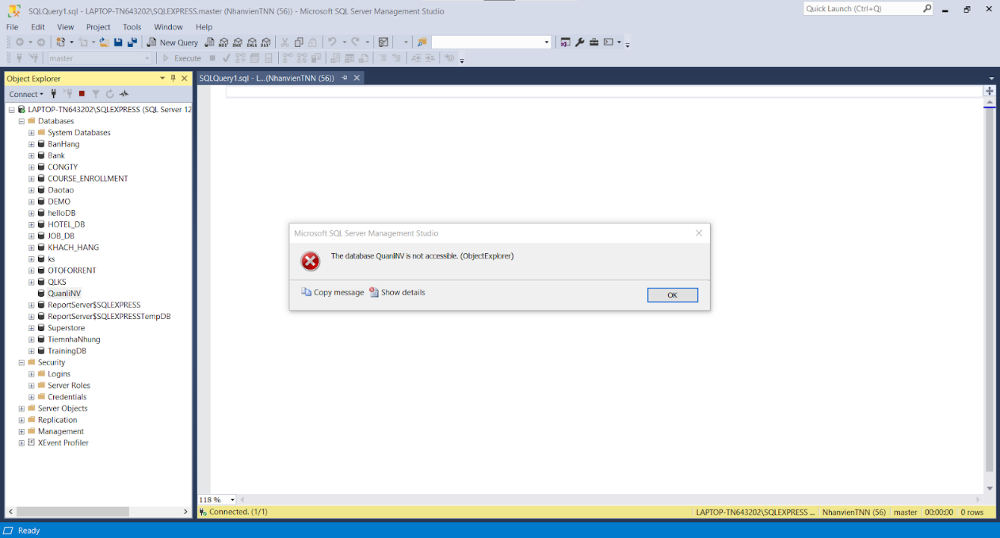 SQLQuery1.sql - LAPTOP-TN643202\SQLEXPRESS.master (NhanvienTNN (56)) - Microsoft SQL Server Management Studio
Quick Launch (Ctrl+Q)
File Edit View Project Tools Window Help
New Query
master Execute
Object Explorer
SQLQuery1.sql - L...(NhanvienTNN (56))
Connect
LAPTOP-TN643202\SQLEXPRESS (SQL Server 12
Databases
System Databases
BanHang
Bank
CONGTY
COURSE_ENROLLMENT
Daotao
DEMO
helloDB
HOTEL_DB
JOB_DB
KHACH_HANG
ks
OTOFORRENT
QLKS
QuanliNV
ReportServer$SQLEXPRESS
ReportServer$SQLEXPRESSTempDB
Superstore
TiemnhaNhung
TrainingDB
Security
Logins
Server Roles
Credentials
Server Objects
Replication
Management
XEvent Profiler
Microsoft SQL Server Management Studio
The database QuanliNV is not accessible. (ObjectExplorer)
Copy message Show details OK
118 %
Connected. (1/1) LAPTOP-TN643202\SQLEXPRESS ... NhanvienTNN (56) master 00:00:00 0 rows
Ready